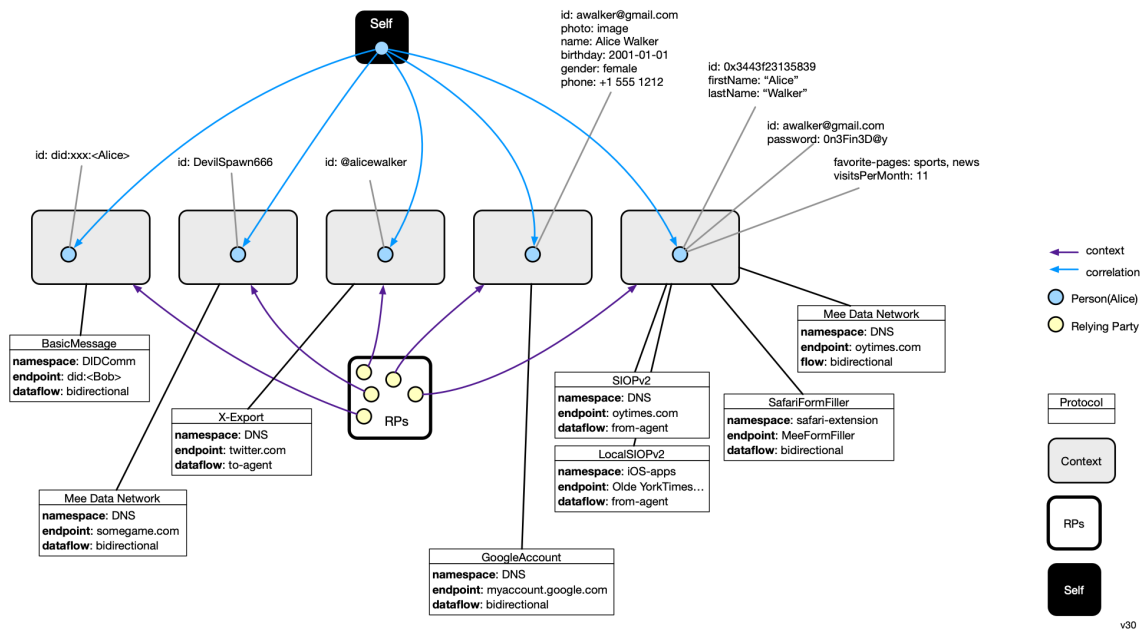 Self
id: awalker@gmail.com
photo: image
name: Alice Walker
birthday: 2001-01-01
gender: female
phone: +1 555 1212
id: 0x3443f23135839
firstName: “Alice”
lastName: “Walker”
id: awalker@gmail.com
password: 0n3Fin3D@y
favorite-pages: sports, news
visitsPerMonth: 11
id: did:xxx:<Alice>
id: DevilSpawn666
id: @alicewalker
context
correlation
Person(Alice)
Relying Party
Protocol
Context
RPs
Self
BasicMessage
namespace: DIDComm
endpoint: did:<Bob>
dataflow: bidirectional
Mee Data Network
namespace: DNS
endpoint: somegame.com
dataflow: bidirectional
X-Export
namespace: DNS
endpoint: twitter.com
dataflow: to-agent
RPs
GoogleAccount
namespace: DNS
endpoint: myaccount.google.com
dataflow: bidirectional
SIOPv2
namespace: DNS
endpoint: oytimes.com
dataflow: from-agent
LocalSIOPv2
namespace: iOS-apps
endpoint: Olde YorkTimes…
dataflow: from-agent
SafariFormFiller
namespace: safari-extension
endpoint: MeeFormFiller
dataflow: bidirectional
Mee Data Network
namespace: DNS
endpoint: oytimes.com
flow: bidirectional
v30